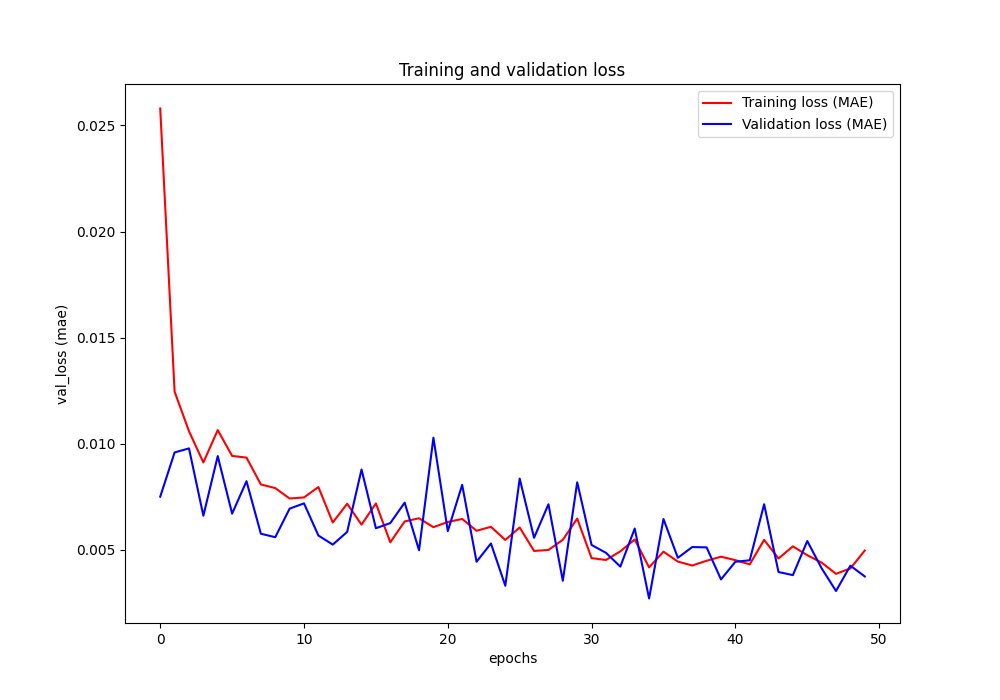 Training and validation loss
Training loss (MAE)
Validation loss (MAE)
0.025
0.020
0.015
0.010
0.005
val_loss (mae)
0
10
20
30
40
50
epochs